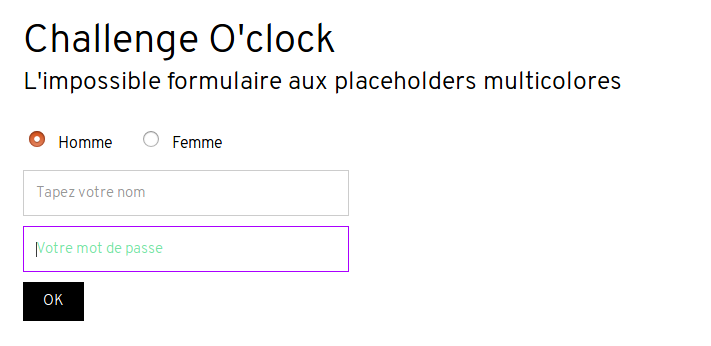 Challenge O'clock
L'impossible formulaire aux placeholders multicolores
Homme Femme
Tapez votre nom
Votre mot de passe
OK